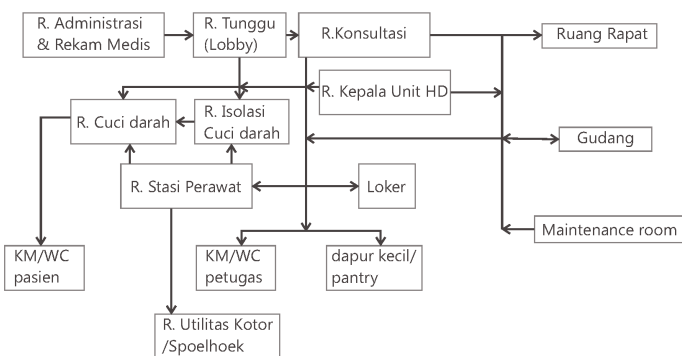 R. Administrasi
& Rekam Medis
R. Tunggu
(Lobby)
R.Konsultasi
Ruang Rapat
R. Kepala Unit HD
R. Cuci darah
R. Isolasi
Cuci darah
Gudang
R. Stasi Perawat
Loker
Maintenance room
KM/WC
pasien
KM/WC
petugas
dapur kecil/
pantry
R. Utilitas Kotor
/Spoelhoek